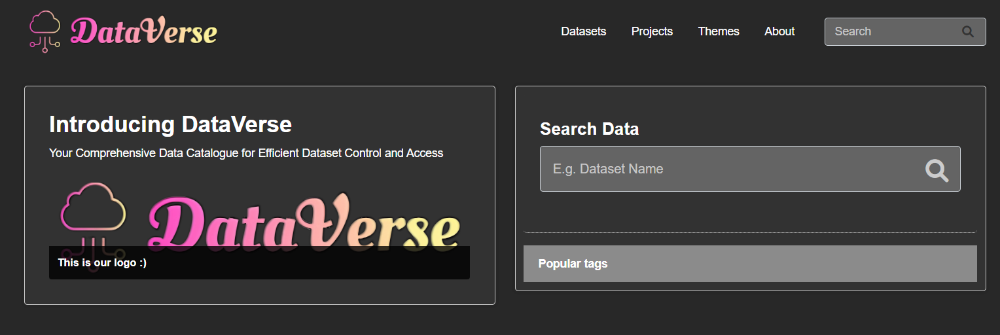 DataVerse
Datasets Projects Themes About Search
Introducing DataVerse
Your Comprehensive Data Catalogue for Efficient Dataset Control and Access
DataVerse
This is our logo :)
Search Data
E.g. Dataset Name
Popular tags